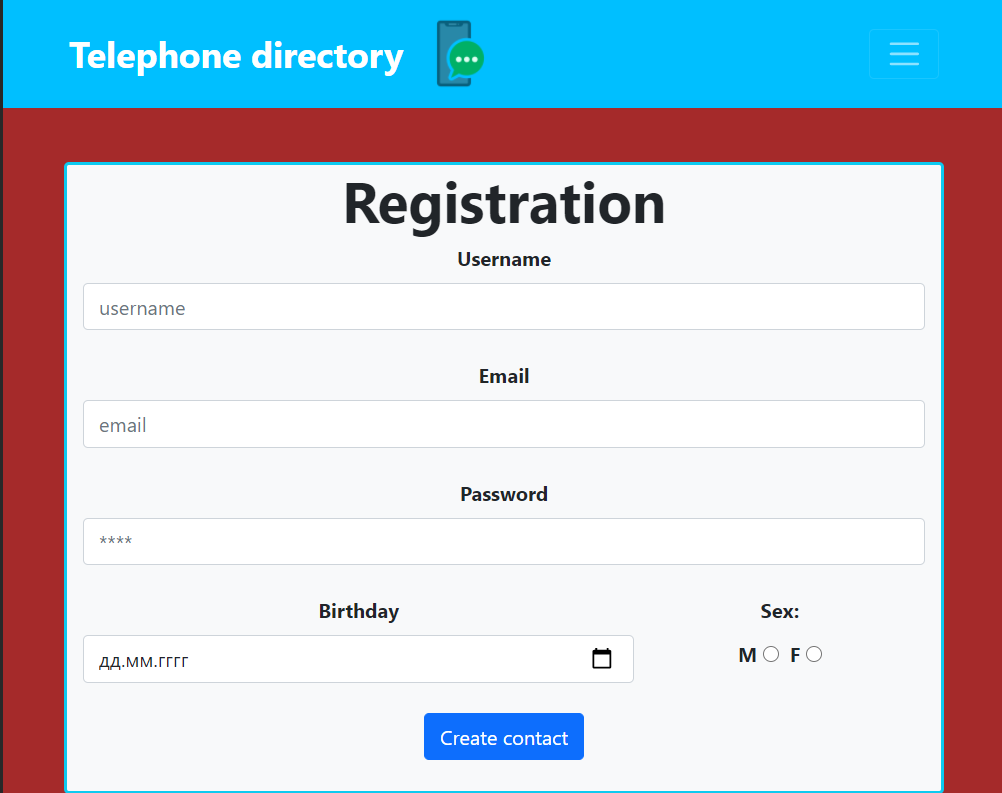 Telephone directory
Registration
Username
username
Email
email
Password
****
Birthday
Sex:
дд.мм.гггг
M F
Create contact